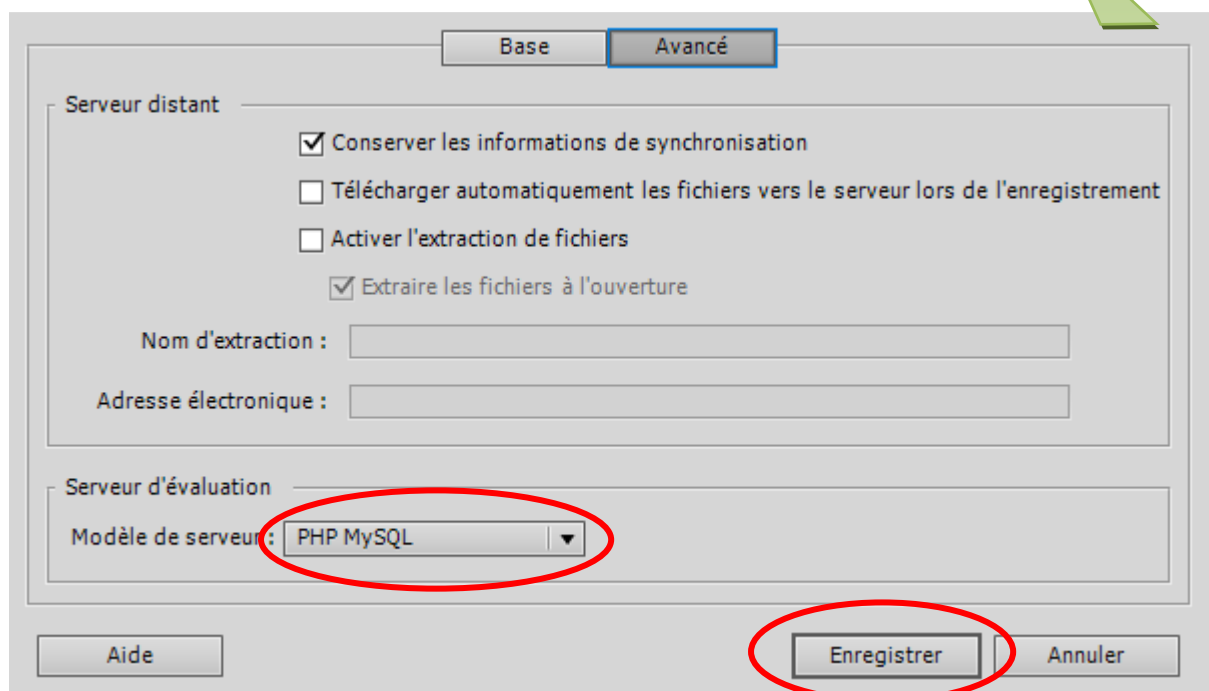 Base Avancé
Serveur distant
Conserver les informations de synchronisation
Télécharger automatiquement les fichiers vers le serveur lors de l'enregistrement
Activer l'extraction de fichiers
Extraire les fichiers à l'ouverture
Nom d'extraction :
Adresse électronique :
Serveur d'évaluation
Modèle de serveur : PHP MySQL
Aide Enregistrer Annuler